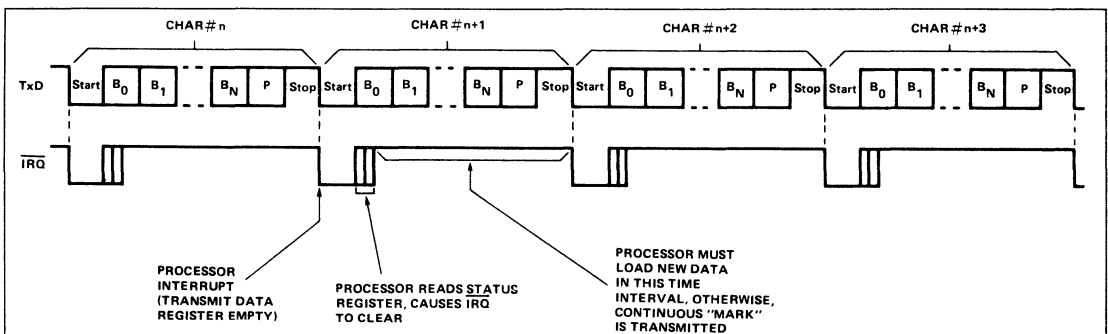 CHAR#n CHAR#n+1 CHAR#n+2 CHAR#n+3
TxD Start B0 B1 BN P Stop Start B0 B1 BN P Stop Start B0 B1 BN P Stop Start B0 B1 BN P Stop
IRQ
PROCESSOR
INTERRUPT
(TRANSMIT DATA
REGISTER EMPTY)
PROCESSOR READS STATUS
REGISTER, CAUSES IRQ
TO CLEAR
PROCESSOR MUST
LOAD NEW DATA
IN THIS TIME
INTERVAL, OTHERWISE,
CONTINUOUS "MARK"
IS TRANSMITTED